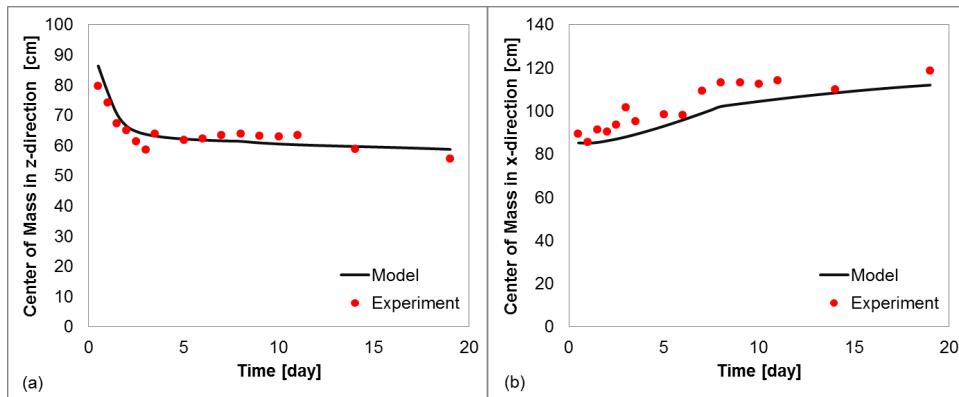 Center of Mass in z-direction [cm]
100
90
80
70
60
50
40
30
20
10
0
0 5 10 15 20
Time [day]
Model
Experiment
(a)
Center of Mass in x-direction [cm]
140
120
100
80
60
40
20
0
0 5 10 15 20
Time [day]
Model
Experiment
(b)